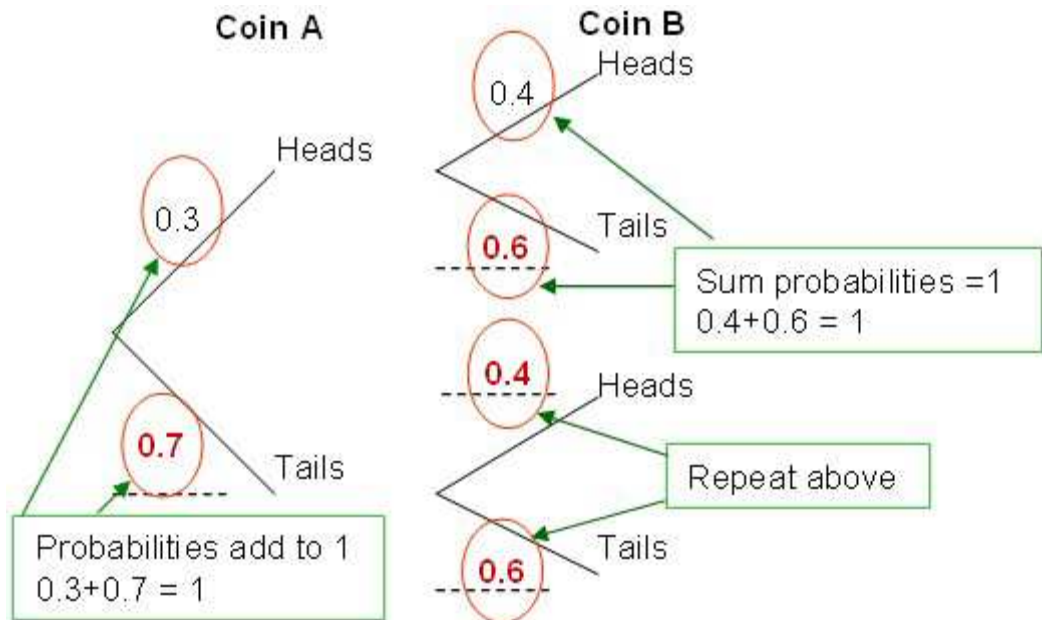 Coin A
Coin B
Heads
0.4
Heads
0.3
Tails
0.6
Sum probabilities =1
0.4+0.6 = 1
0.4
Heads
0.7
Tails
Repeat above
Probabilities add to 1
0.3+0.7 = 1
Tails
0.6